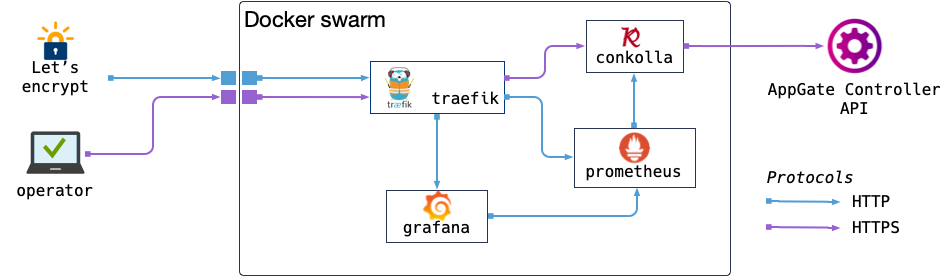 Docker swarm
Let's
encrypt
operator
træfik
traefik
conkolla
prometheus
grafana
AppGate Controller
API
Protocols
HTTP
HTTPS